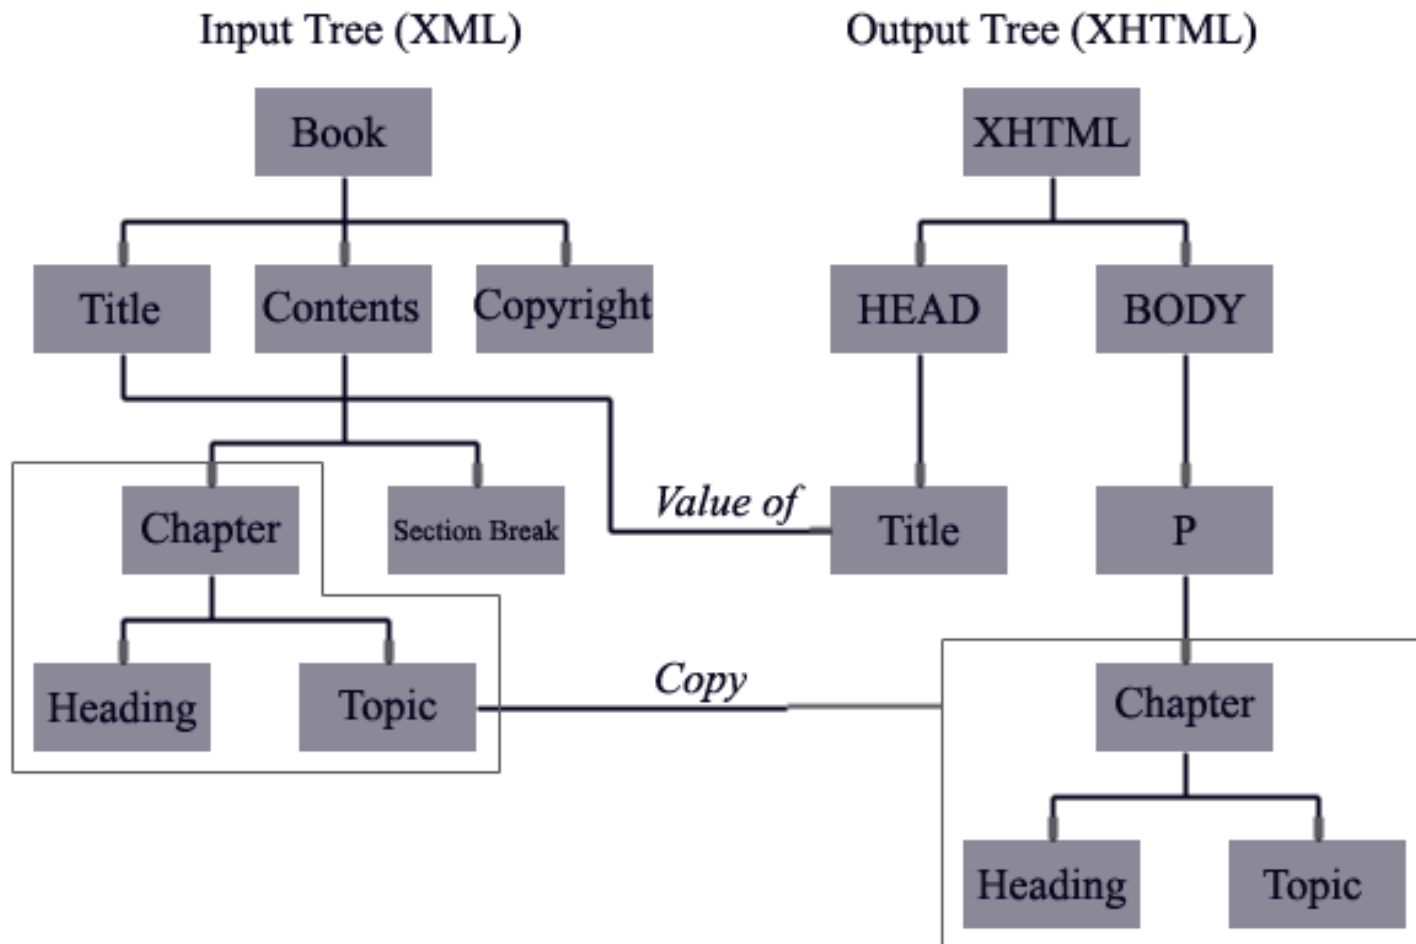 Input Tree (XML)
Output Tree (XHTML)
Book
XHTML
Title
Contents
Copyright
HEAD
BODY
Chapter
Section Break
Value of
Title
P
Heading
Topic
Copy
Chapter
Heading
Topic